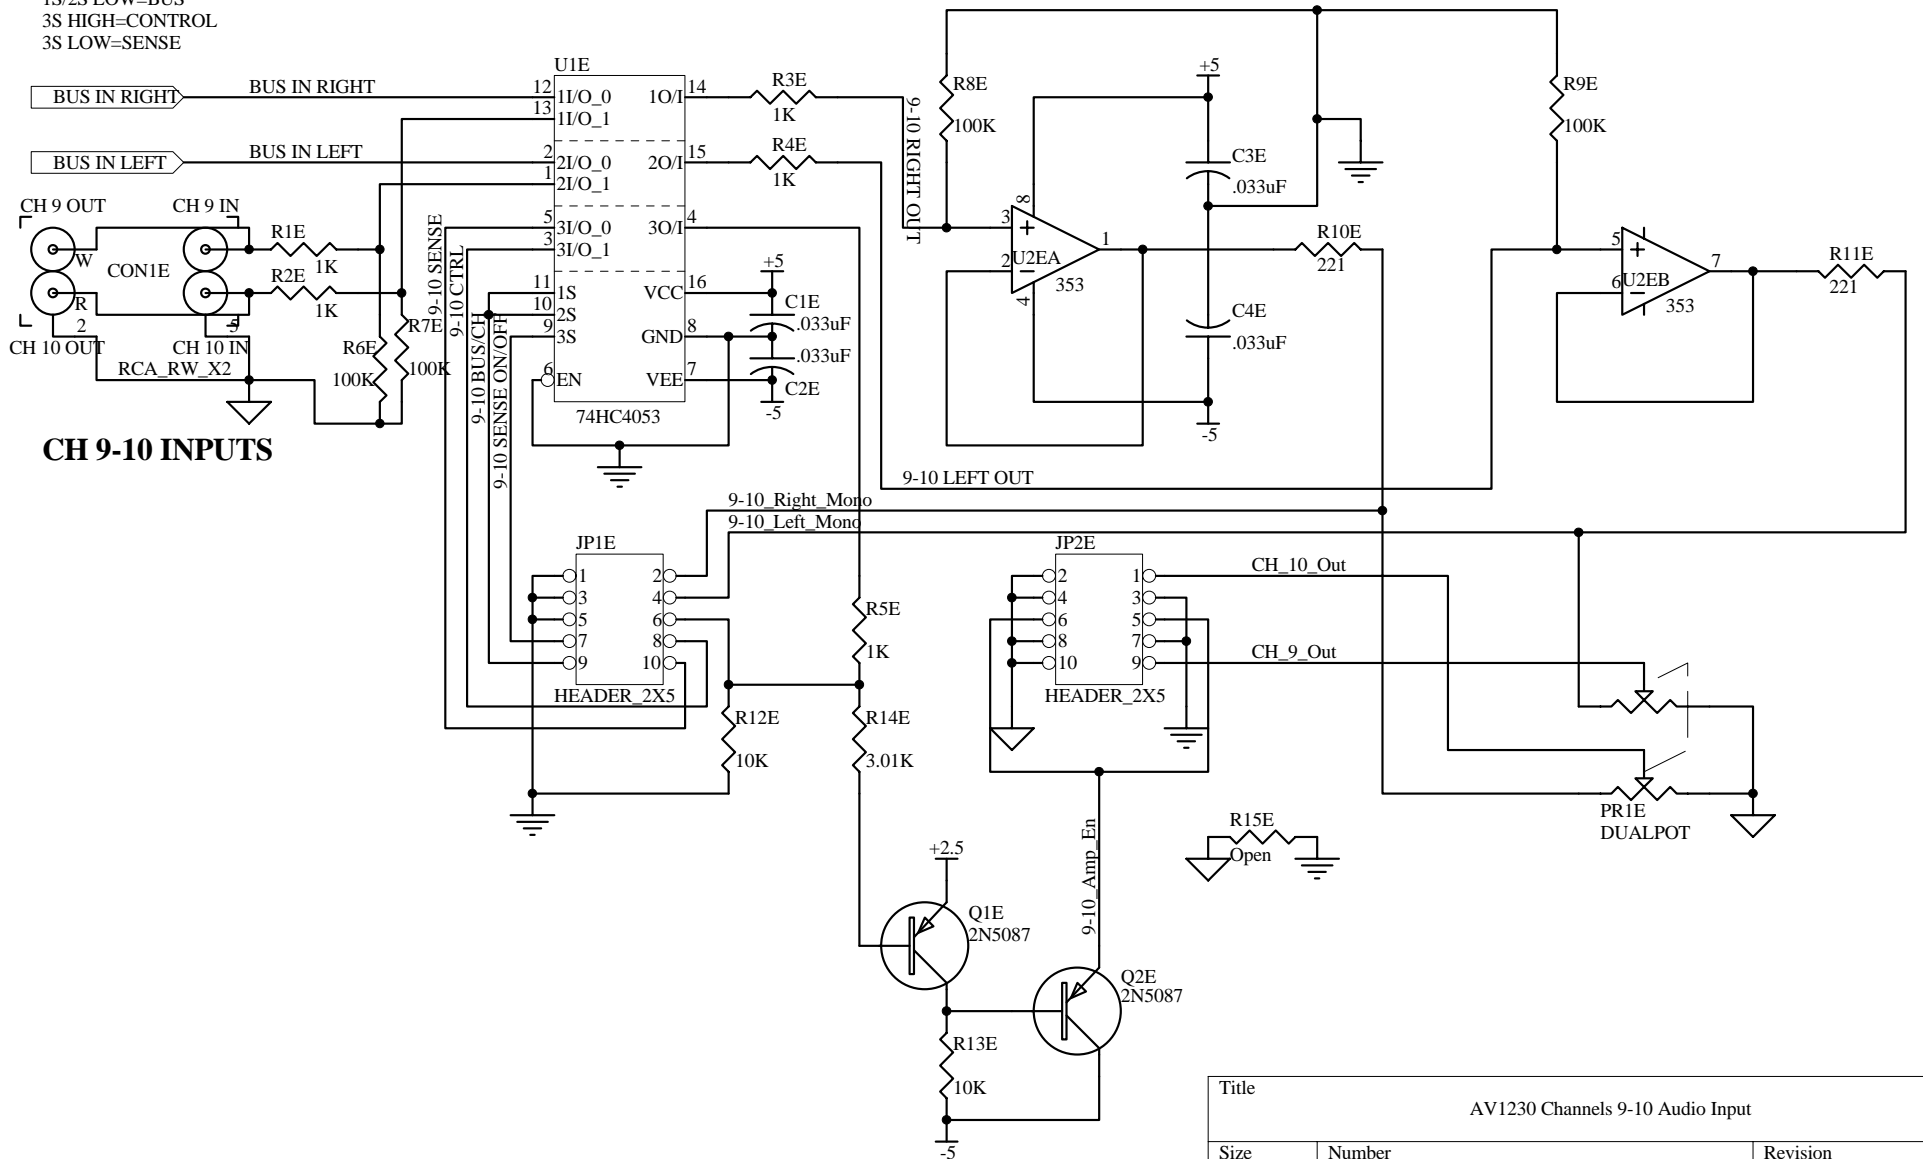 1S/2S LOW=BUS
3S HIGH=CONTROL
3S LOW=SENSE
BUS IN RIGHT
BUS IN RIGHT
BUS IN LEFT
BUS IN LEFT
CH 9 OUT
CH 9 IN
W
CON1E
R
2
5
CH 10 OUT
CH 10 IN
RCA_RW_X2
R1E
1K
R2E
1K
R6E
100K
R7E
100K
CH 9-10 INPUTS
9-10 SENSE
9-10 CTRL
9-10 BUS/CH
9-10 SENSE ON/OFF
U1E
12 1I/O_0 1O/I 14
13 1I/O_1
2 2I/O_0 2O/I 15
1 2I/O_1
5 3I/O_0 3O/I 4
3 3I/O_1
11 1S VCC 16
10 2S
9 3S GND 8
6 EN VEE 7
74HC4053
R3E
1K
R4E
1K
+5
C1E
.033uF
.033uF
C2E
-5
9-10 RIGHT OUT
R8E
100K
+5
C3E
.033uF
C4E
.033uF
-5
3 + 8
U2EA 1
2 − 4
353
R10E
221
R9E
100K
5 +
U2EB 7
6 −
353
R11E
221
9-10 LEFT OUT
9-10_Right_Mono
9-10_Left_Mono
JP1E
1 2
3 4
5 6
7 8
9 10
HEADER_2X5
R5E
1K
R12E
10K
R14E
3.01K
JP2E
2 1
4 3
6 5
8 7
10 9
HEADER_2X5
CH_10_Out
CH_9_Out
PR1E
DUALPOT
R15E
Open
9-10_Amp_En
+2.5
Q1E
2N5087
Q2E
2N5087
R13E
10K
-5
Title
AV1230 Channels 9-10 Audio Input
Size Number Revision